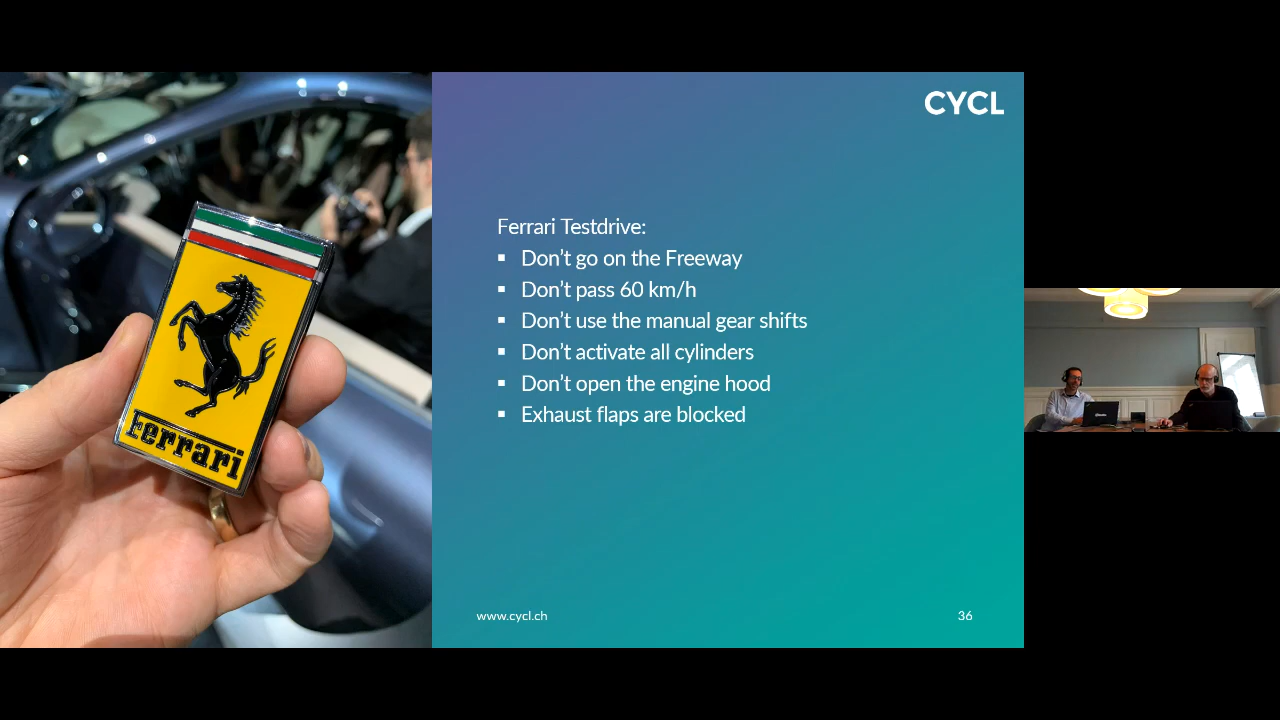 CYCL
Ferrari Testdrive:
▪ Don't go on the Freeway
▪ Don't pass 60 km/h
▪ Don't use the manual gear shifts
▪ Don't activate all cylinders
▪ Don't open the engine hood
▪ Exhaust flaps are blocked
Ferrari
www.cycl.ch
36